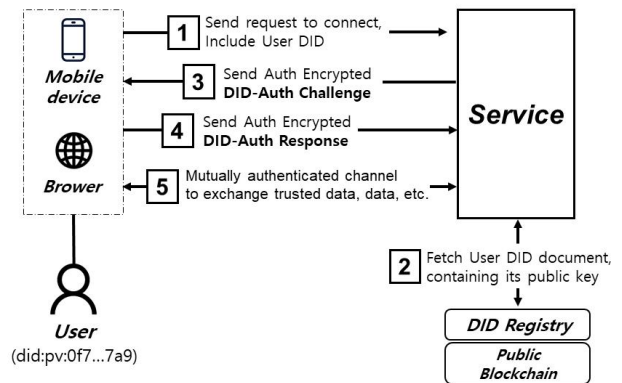 1 Send request to connect,
Include User DID
Mobile
device
3 Send Auth Encrypted
DID-Auth Challenge
4 Send Auth Encrypted
DID-Auth Response
Service
Brower
5 Mutually authenticated channel
to exchange trusted data, data, etc.
2 Fetch User DID document,
containing its public key
User
(did:pv:0f7...7a9)
DID Registry
Public
Blockchain